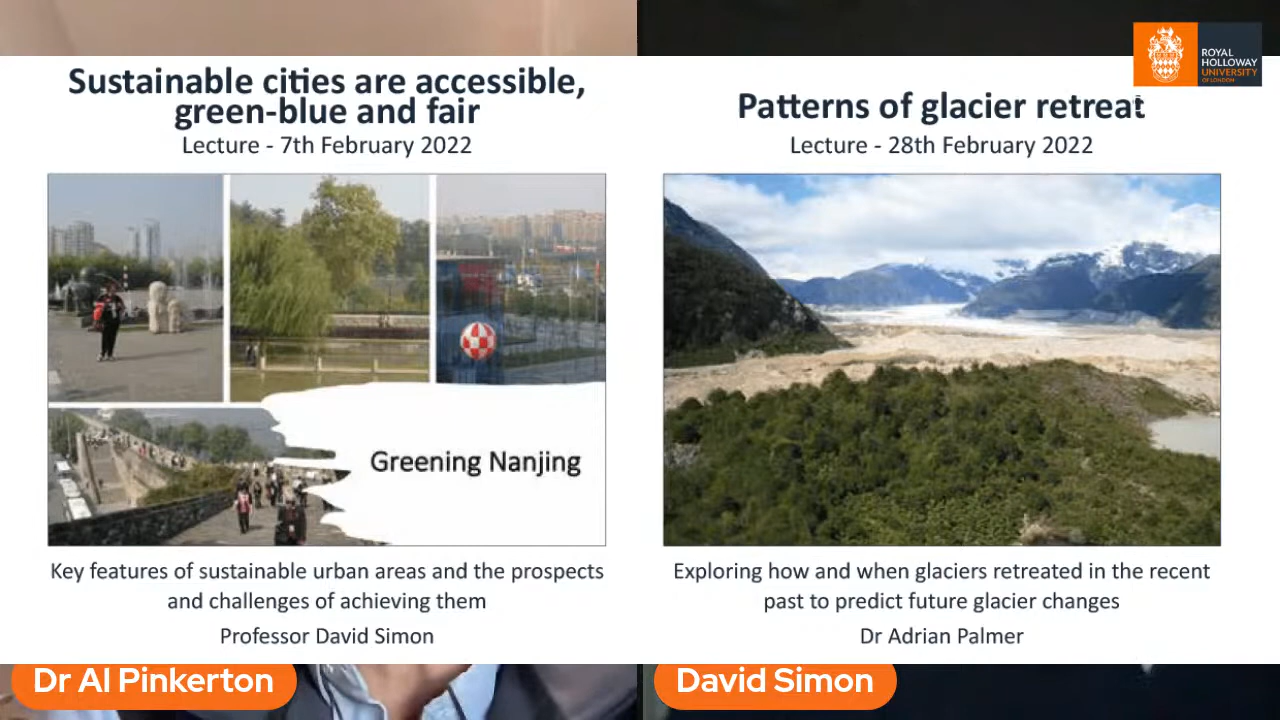 Sustainable cities are accessible,
green-blue and fair
Lecture - 7th February 2022
Greening Nanjing
Key features of sustainable urban areas and the prospects
and challenges of achieving them
Professor David Simon
ROYAL
HOLLOWAY
UNIVERSITY
OF LONDON
Patterns of glacier retreat
Lecture - 28th February 2022
Exploring how and when glaciers retreated in the recent
past to predict future glacier changes
Dr Adrian Palmer
Dr Al Pinkerton
David Simon